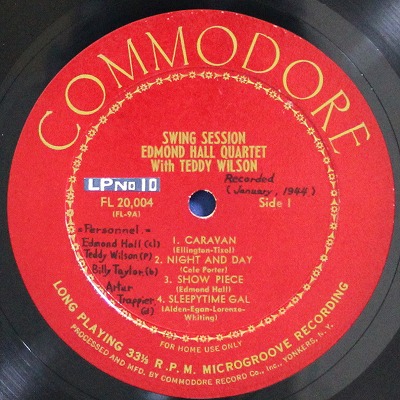 COMMODORE
SWING SESSION
EDMOND HALL QUARTET
With TEDDY WILSON
LP No 10
Recorded
(January, 1944)
FL 20,004
(FL-9A)
Side I
=Personnel=
Edmond Hall (cl)
Teddy Wilson (P)
Billy Taylor (b)
Artur
Trappier
(d)
1. CARAVAN
(Ellington-Tizol)
2. NIGHT AND DAY
(Cole Porter)
3. SHOW PIECE
(Edmond Hall)
4. SLEEPYTIME GAL
(Alden-Egan-Lorenzo-
Whiting)
FOR HOME USE ONLY
LONG PLAYING 33⅓ R.P.M. MICROGROOVE RECORDING
PROCESSED AND MFD. BY COMMODORE RECORD Co., Inc., YONKERS, N.Y.